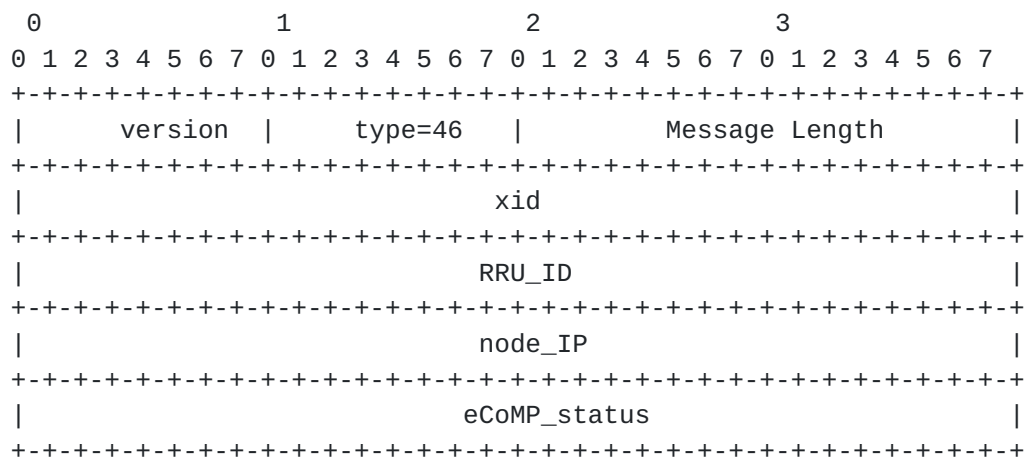 0                   1                   2                   3
0 1 2 3 4 5 6 7 0 1 2 3 4 5 6 7 0 1 2 3 4 5 6 7 0 1 2 3 4 5 6 7
+-+-+-+-+-+-+-+-+-+-+-+-+-+-+-+-+-+-+-+-+-+-+-+-+-+-+-+-+-+-+-+-+
|      version  |     type=46   |         Message Length        |
+-+-+-+-+-+-+-+-+-+-+-+-+-+-+-+-+-+-+-+-+-+-+-+-+-+-+-+-+-+-+-+-+
|                              xid                              |
+-+-+-+-+-+-+-+-+-+-+-+-+-+-+-+-+-+-+-+-+-+-+-+-+-+-+-+-+-+-+-+-+
|                             RRU_ID                            |
+-+-+-+-+-+-+-+-+-+-+-+-+-+-+-+-+-+-+-+-+-+-+-+-+-+-+-+-+-+-+-+-+
|                             node_IP                           |
+-+-+-+-+-+-+-+-+-+-+-+-+-+-+-+-+-+-+-+-+-+-+-+-+-+-+-+-+-+-+-+-+
|                            eCoMP_status                       |
+-+-+-+-+-+-+-+-+-+-+-+-+-+-+-+-+-+-+-+-+-+-+-+-+-+-+-+-+-+-+-+-+